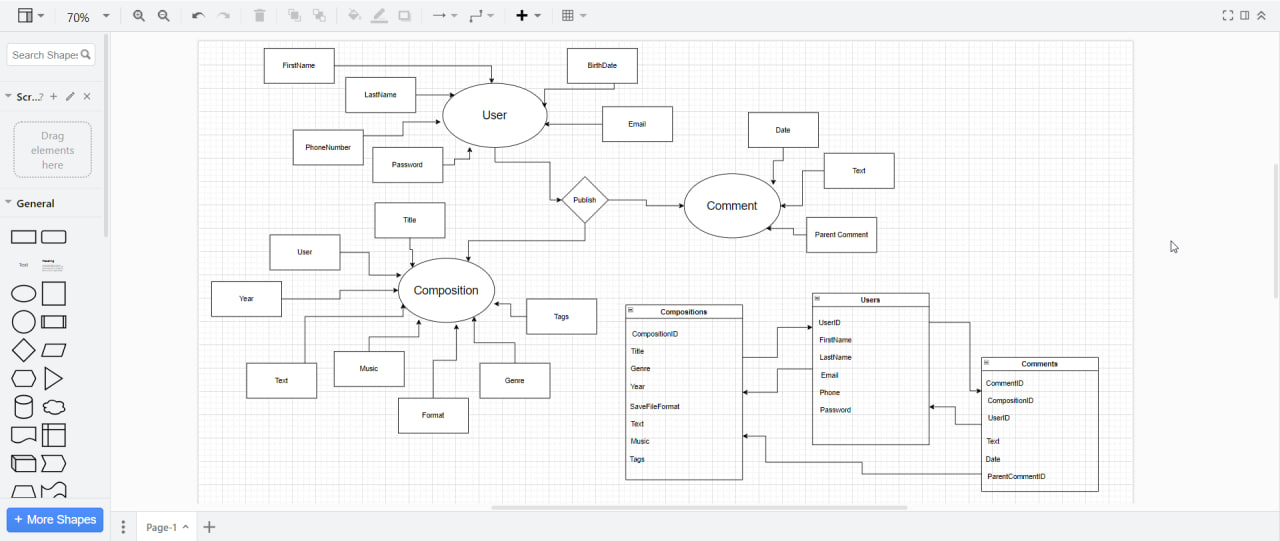 70%
Search Shapes
Scr...?
Drag
elements
here
General
Text
Heading
+ More Shapes
Page-1
FirstName
BirthDate
LastName
User
Email
PhoneNumber
Password
Date
Text
Publish
Comment
Parent Comment
Title
User
Year
Composition
Tags
Text
Music
Format
Genre
Compositions
CompositionID
Title
Genre
Year
SaveFileFormat
Text
Music
Tags
Users
UserID
FirstName
LastName
Email
Phone
Password
Comments
CommentID
CompositionID
UserID
Text
Date
ParentCommentID